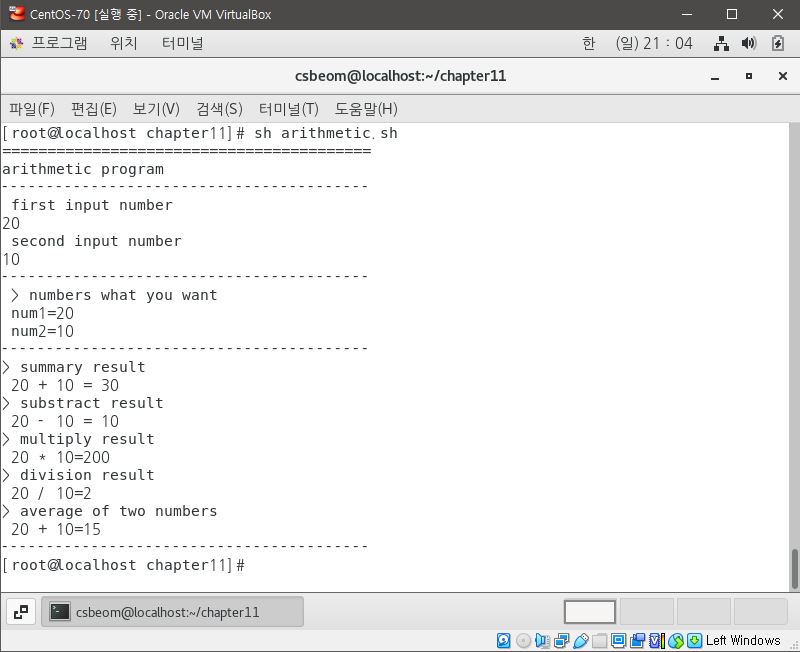 CentOS-70 [실행 중] - Oracle VM VirtualBox
프로그램 위치 터미널 한 (일) 21 : 04
csbeom@localhost:~/chapter11
파일(F) 편집(E) 보기(V) 검색(S) 터미널(T) 도움말(H)
[root@localhost chapter11]# sh arithmetic.sh
=========================================
arithmetic program
-----------------------------------------
first input number
20
second input number
10
-----------------------------------------
> numbers what you want
num1=20
num2=10
-----------------------------------------
> summary result
20 + 10 = 30
> substract result
20 - 10 = 10
> multiply result
20 * 10=200
> division result
20 / 10=2
> average of two numbers
20 + 10=15
-----------------------------------------
[root@localhost chapter11]#
csbeom@localhost:~/chapter11
Left Windows